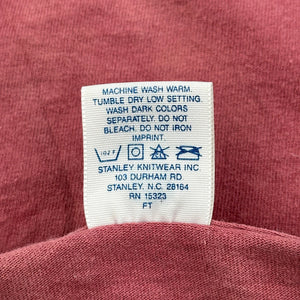 MACHINE WASH WARM.
TUMBLE DRY LOW SETTING.
WASH DARK COLORS
SEPARATELY. DO NOT
BLEACH. DO NOT IRON
IMPRINT.
102 F
STANLEY KNITWEAR INC.
103 DURHAM RD
STANLEY, N.C. 28164
RN 15323
FT